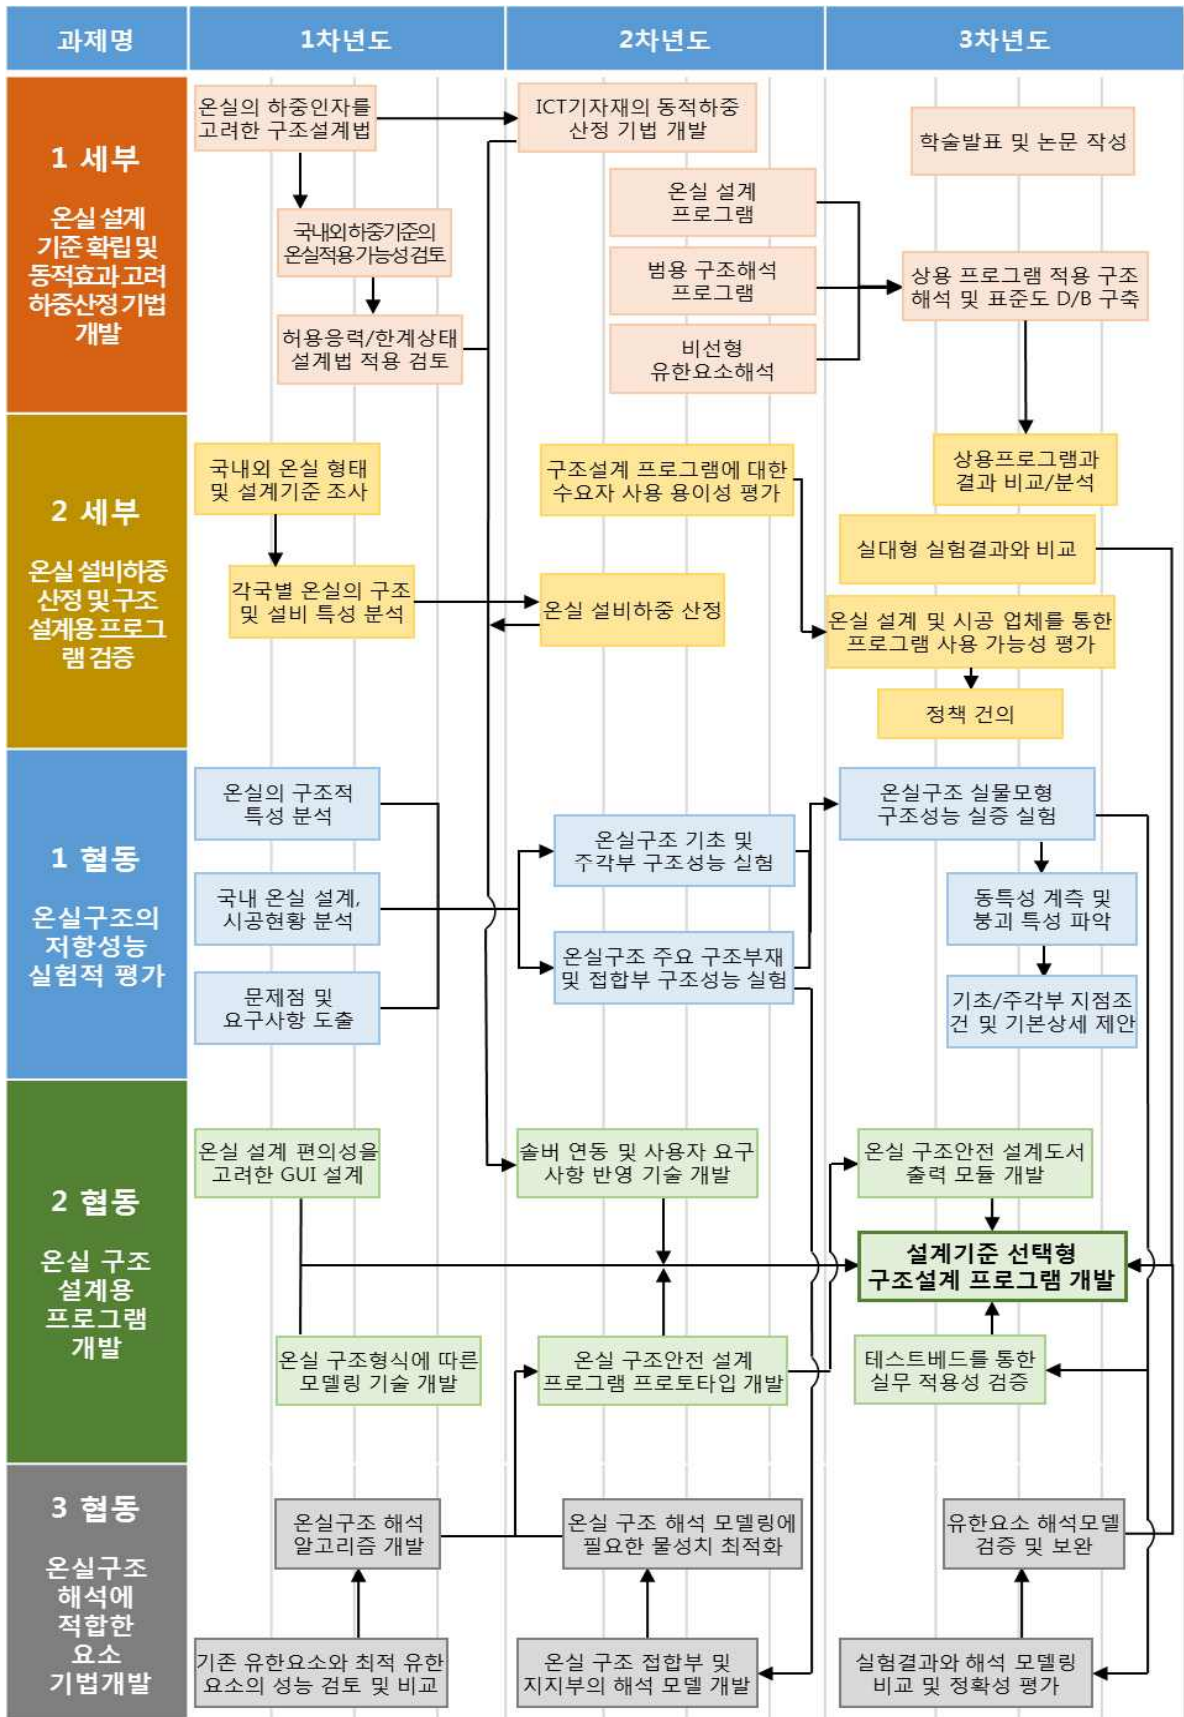 과제명
1차년도
2차년도
3차년도
1 세부
온실 설계
기준 확립 및
동적효과 고려
하중산정 기법
개발
온실의 하중인자를
고려한 구조설계법
국내외 하중기준의
온실적용 가능성 검토
허용응력/한계상태
설계법 적용 검토
ICT기자재의 동적하중
산정 기법 개발
온실 설계
프로그램
범용 구조해석
프로그램
비선형
유한요소해석
학술발표 및 논문 작성
상용 프로그램 적용 구조
해석 및 표준도 D/B 구축
2 세부
온실 설비하중
산정 및 구조
설계용 프로그
램 검증
국내외 온실 형태
및 설계기준 조사
각국별 온실의 구조
및 설비 특성 분석
구조설계 프로그램에 대한
수요자 사용 용이성 평가
온실 설비하중 산정
상용프로그램과
결과 비교/분석
실대형 실험결과와 비교
온실 설계 및 시공 업체를 통한
프로그램 사용 가능성 평가
정책 건의
1 협동
온실구조의
저항성능
실험적 평가
온실의 구조적
특성 분석
국내 온실 설계,
시공현황 분석
문제점 및
요구사항 도출
온실구조 기초 및
주각부 구조성능 실험
온실구조 주요 구조부재
및 접합부 구조성능 실험
온실구조 실물모형
구조성능 실증 실험
동특성 계측 및
붕괴 특성 파악
기초/주각부 지점조
건 및 기본상세 제안
2 협동
온실 구조
설계용
프로그램
개발
온실 설계 편의성을
고려한 GUI 설계
온실 구조형식에 따른
모델링 기술 개발
솔버 연동 및 사용자 요구
사항 반영 기술 개발
온실 구조안전 설계
프로그램 프로토타입 개발
온실 구조안전 설계도서
출력 모듈 개발
설계기준 선택형
구조설계 프로그램 개발
테스트베드를 통한
실무 적용성 검증
3 협동
온실구조
해석에
적합한
요소
기법개발
온실구조 해석
알고리즘 개발
기존 유한요소와 최적 유한
요소의 성능 검토 및 비교
온실 구조 해석 모델링에
필요한 물성치 최적화
온실 구조 접합부 및
지지부의 해석 모델 개발
유한요소 해석모델
검증 및 보완
실험결과와 해석 모델링
비교 및 정확성 평가